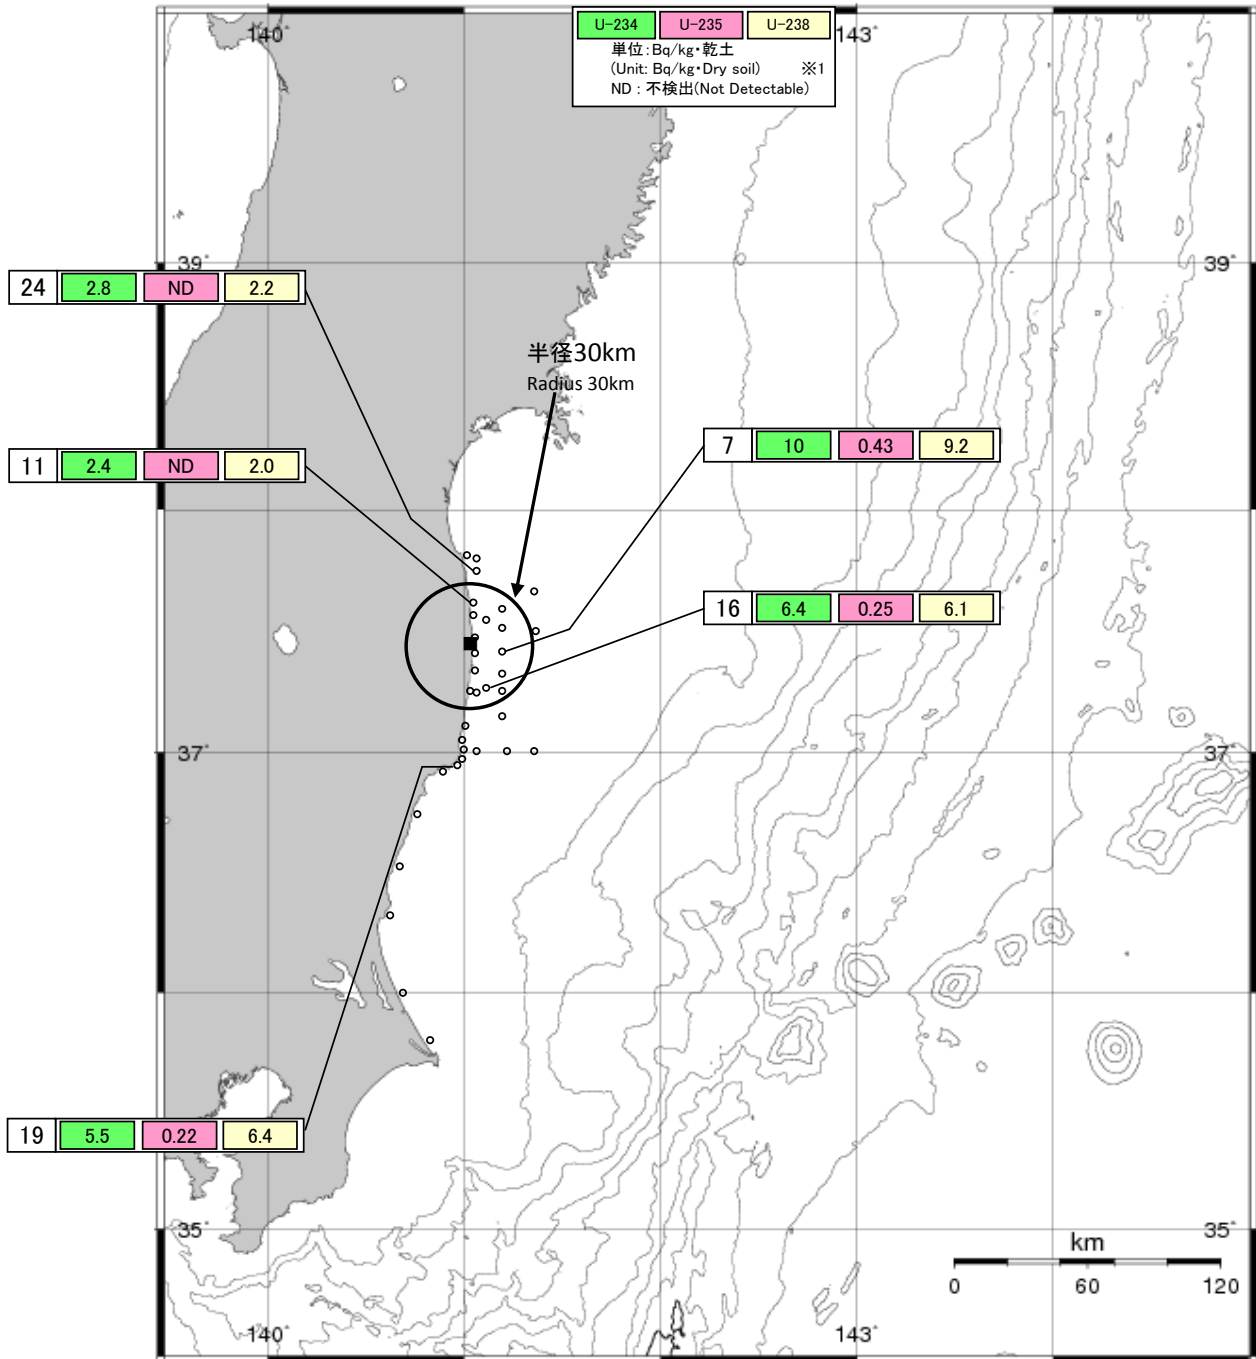 140°
U-234 U-235 U-238
143°
単位:Bq/kg・乾土
(Unit: Bq/kg・Dry soil) ※1
ND : 不検出(Not Detectable)
39°
39°
24 2.8 ND 2.2
半径30km
Radius 30km
11 2.4 ND 2.0
7 10 0.43 9.2
16 6.4 0.25 6.1
37°
37°
19 5.5 0.22 6.4
35°
35°
km
0 60 120
140°
143°